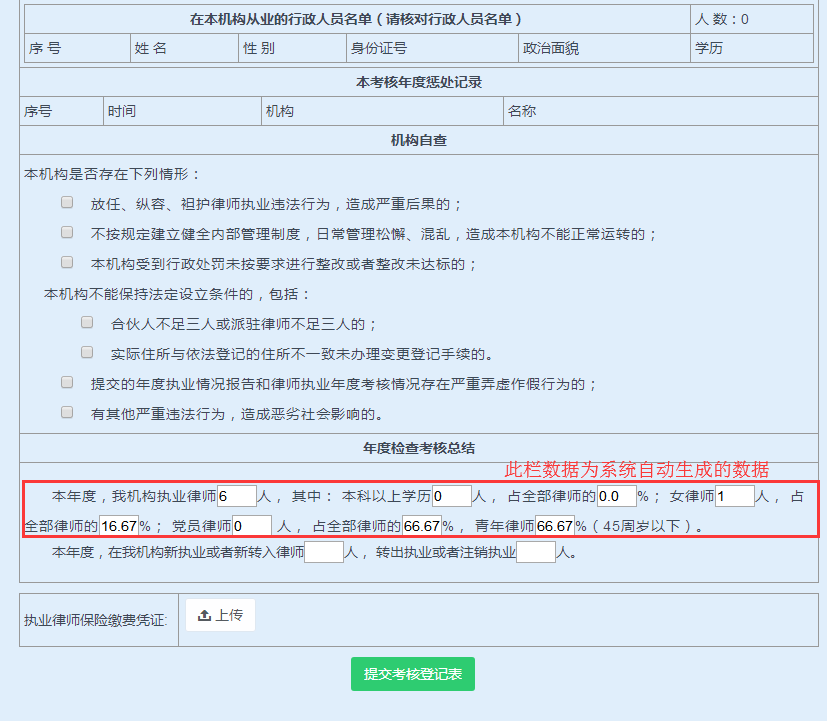 在本机构从业的行政人员名单（请核对行政人员名单） 人 数：0
序 号 姓 名 性 别 身份证号 政治面貌 学历
本考核年度惩处记录
序号 时间 机构 名称
机构自查
本机构是否存在下列情形：
放任、纵容、袒护律师执业违法行为，造成严重后果的；
不按规定建立健全内部管理制度，日常管理松懈、混乱，造成本机构不能正常运转的；
本机构受到行政处罚未按要求进行整改或者整改未达标的；
本机构不能保持法定设立条件的，包括：
合伙人不足三人或派驻律师不足三人的；
实际住所与依法登记的住所不一致未办理变更登记手续的。
提交的年度执业情况报告和律师执业年度考核情况存在严重弄虚作假行为的；
有其他严重违法行为，造成恶劣社会影响的。
年度检查考核总结
此栏数据为系统自动生成的数据
本年度，我机构执业律师6人， 其中： 本科以上学历0人， 占全部律师的0.0%； 女律师1人， 占
全部律师的16.67%； 党员律师0 人， 占全部律师的66.67%， 青年律师66.67%（45周岁以下）。
本年度，在我机构新执业或者新转入律师 人， 转出执业或者注销执业 人。
执业律师保险缴费凭证: 上传
提交考核登记表